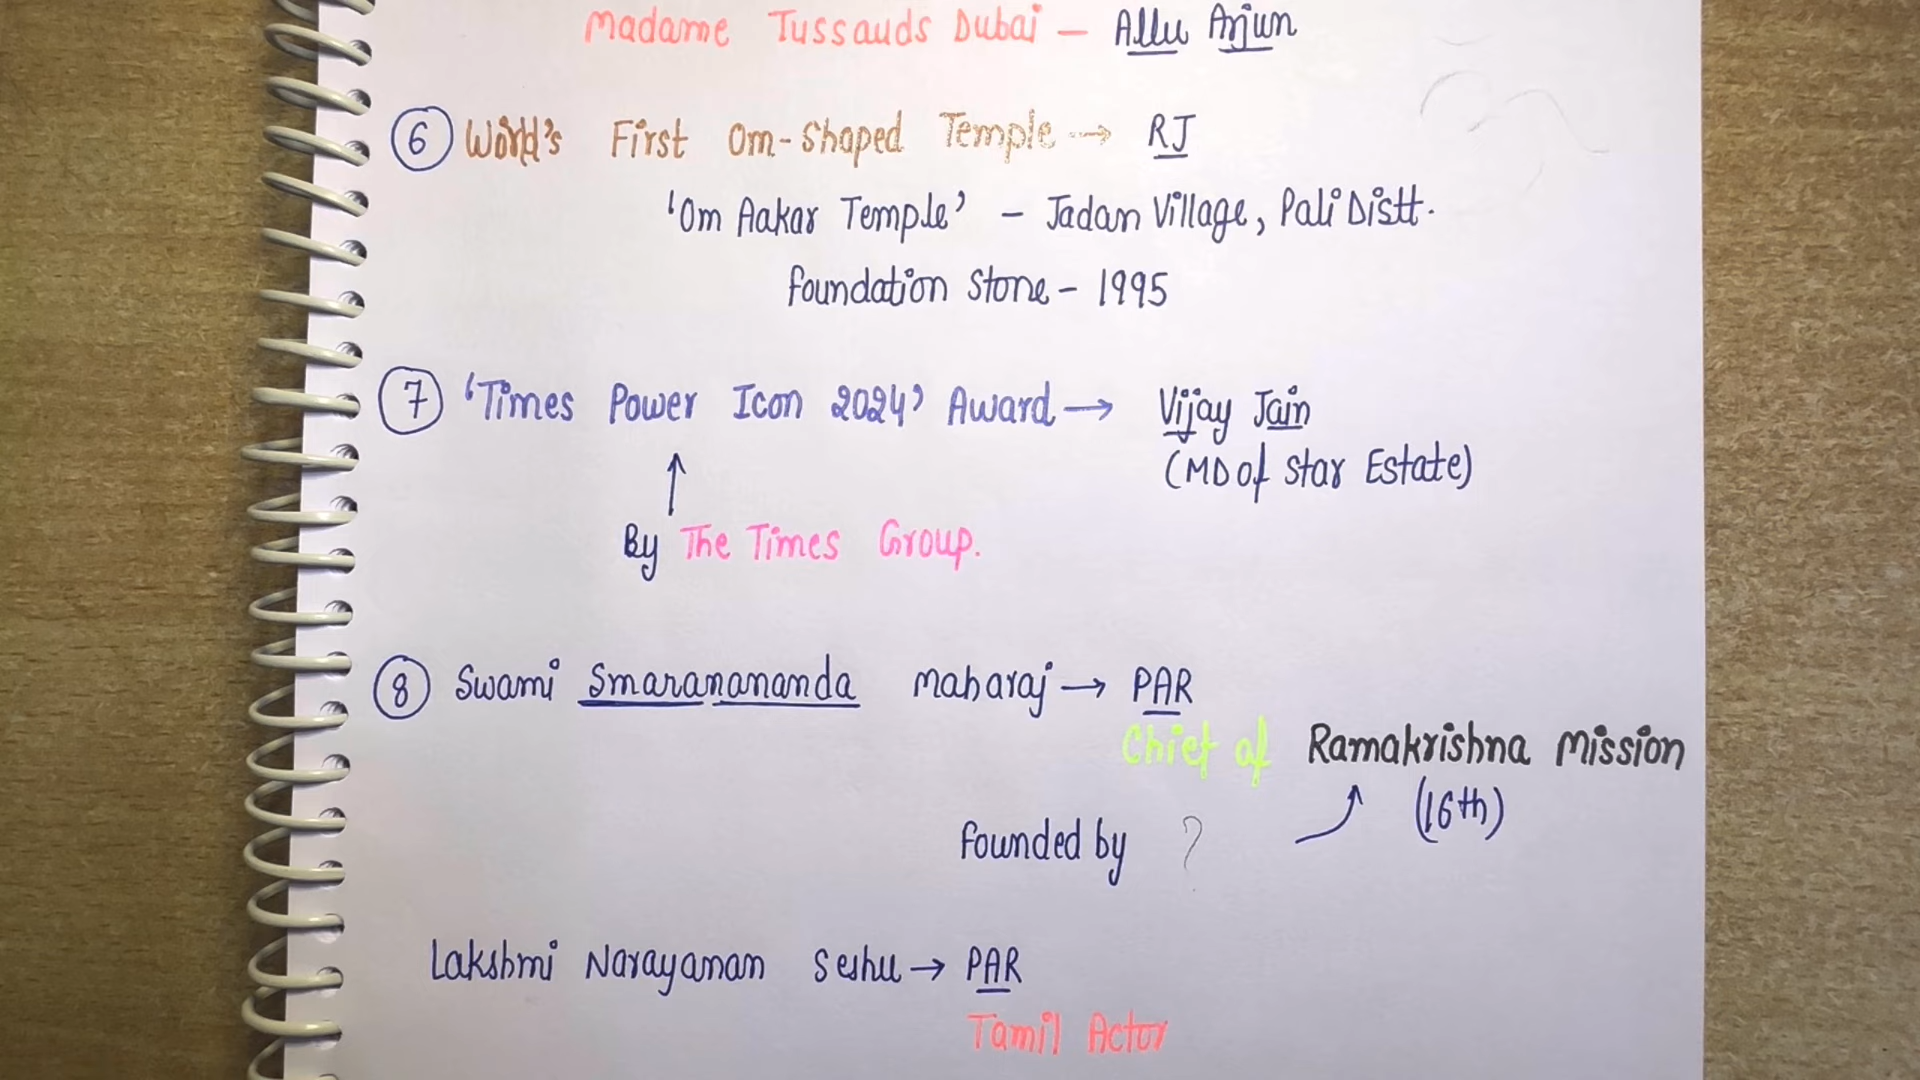 Madame Tussauds Dubai – Allu Arjun
6 World's First Om-Shaped Temple → RJ
'Om Aakar Temple' – Jadan Village, Pali Distt.
foundation Stone – 1995
7 'Times Power Icon 2024' Award → Vijay Jain
(MD of Star Estate)
↑
By The Times Group.
8 Swami Smaranananda Maharaj → PAR
Chief of Ramakrishna Mission
(16th)
founded by ?
Lakshmi Narayanan Seshu → PAR
Tamil Actor